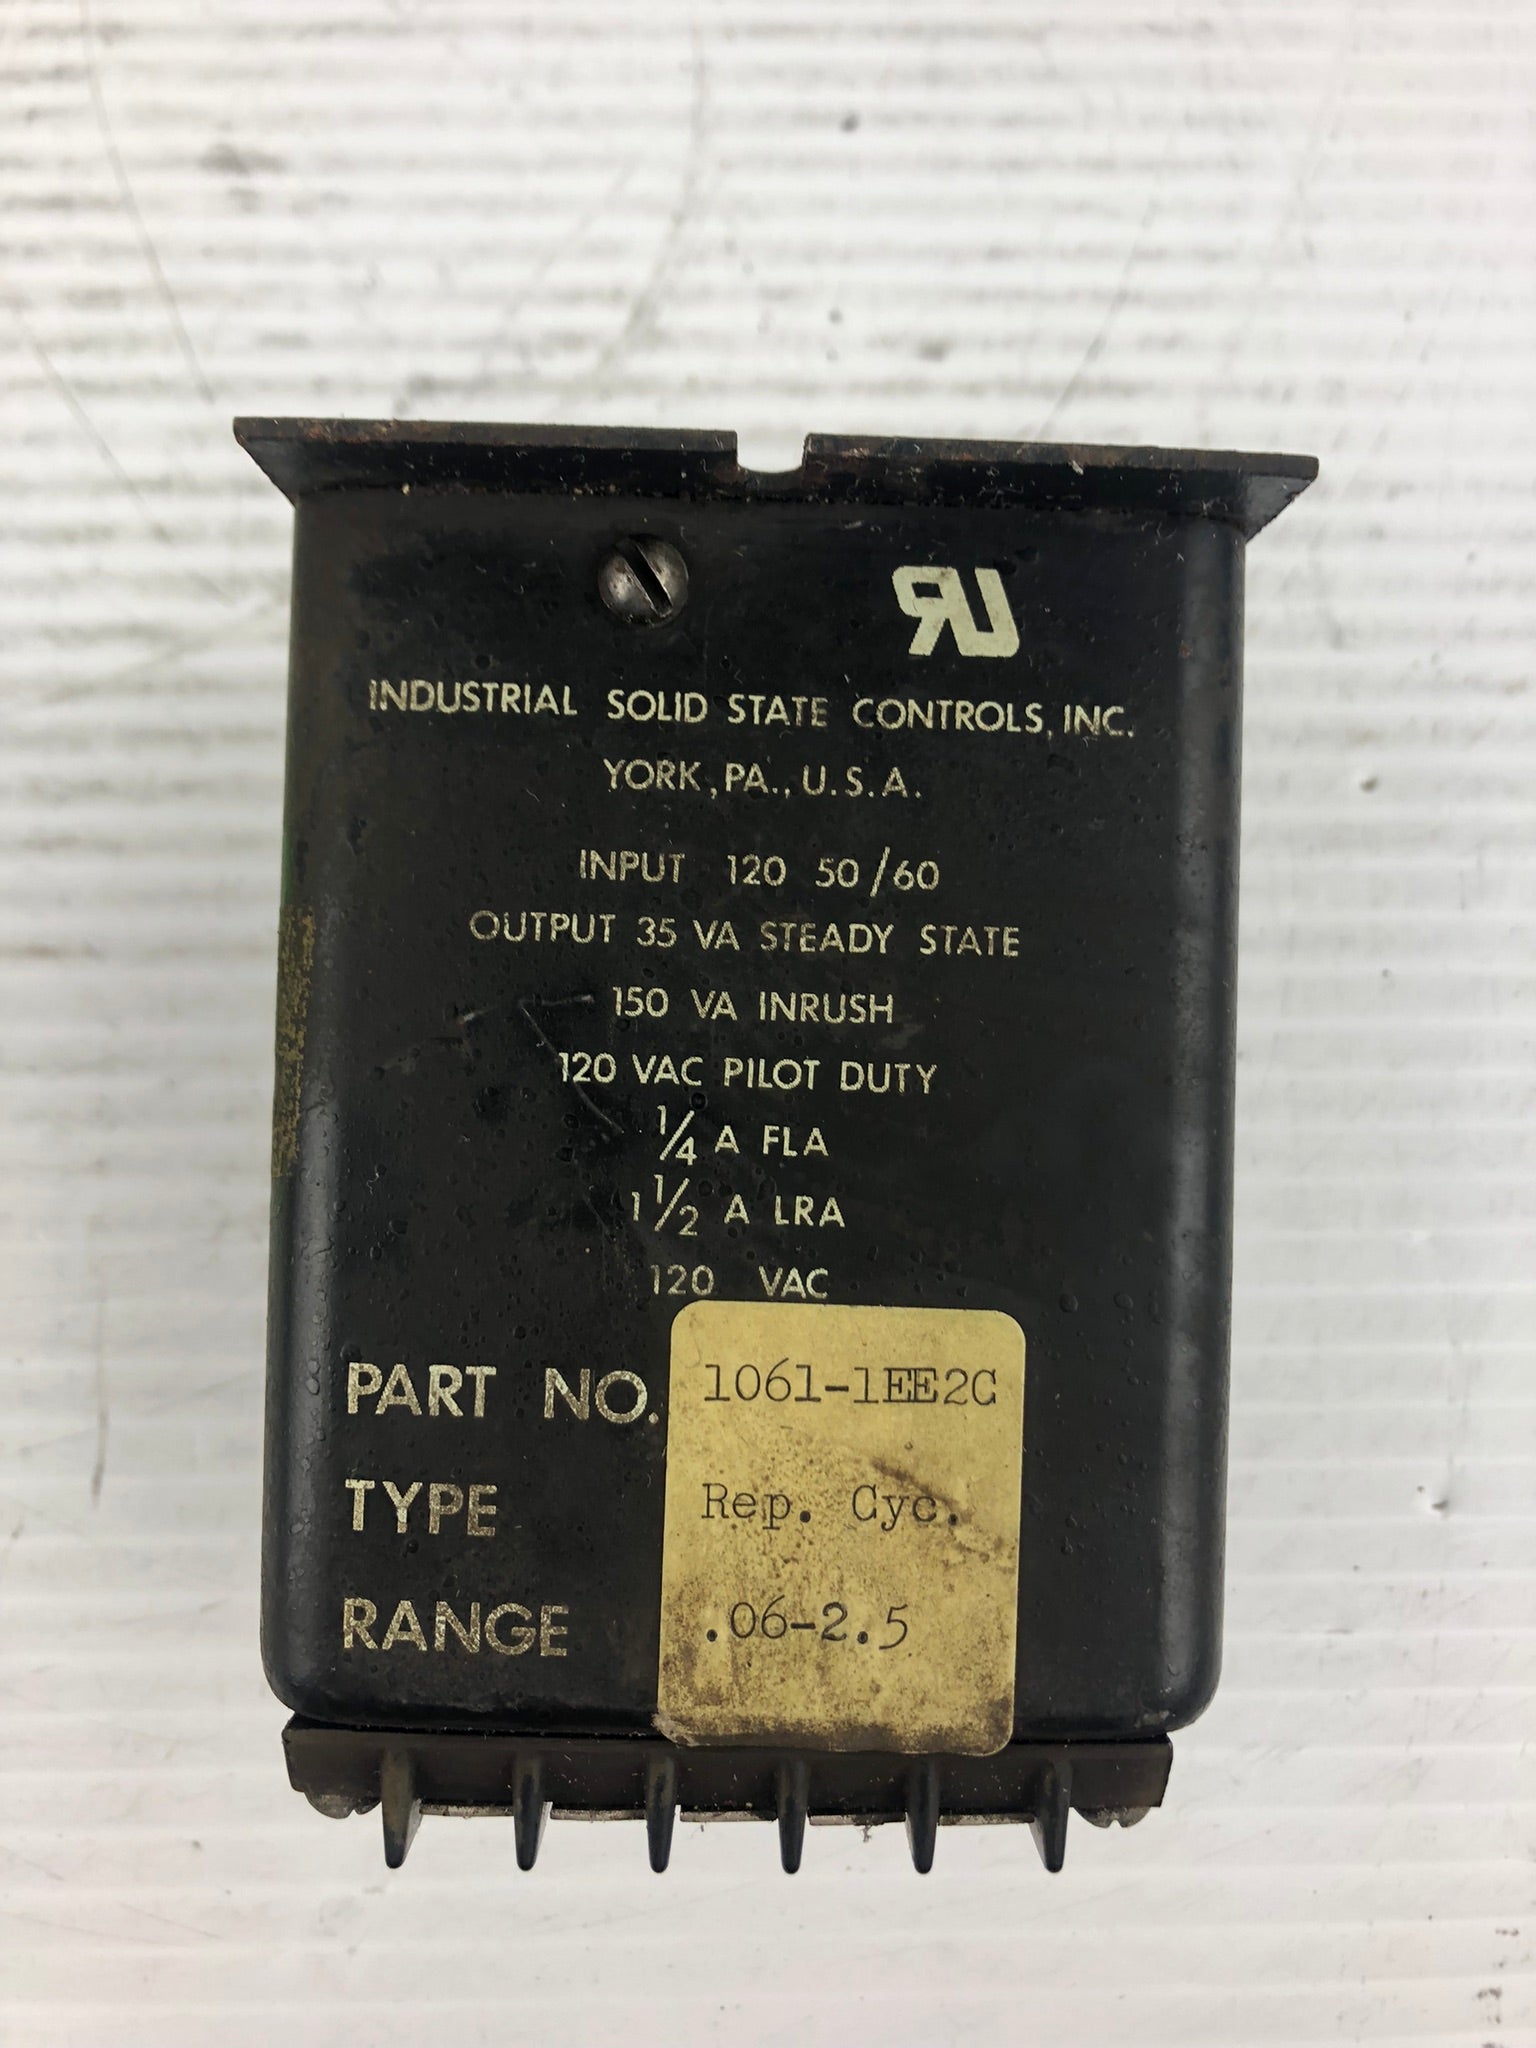 INDUSTRIAL SOLID STATE CONTROLS, INC.
YORK, PA., U.S.A.
INPUT 120 50/60
OUTPUT 35 VA STEADY STATE
150 VA INRUSH
120 VAC PILOT DUTY
1/4 A FLA
1 1/2 A LRA
120 VAC
PART NO. 1061-1EE2C
TYPE Rep. Cyc.
RANGE .06-2.5